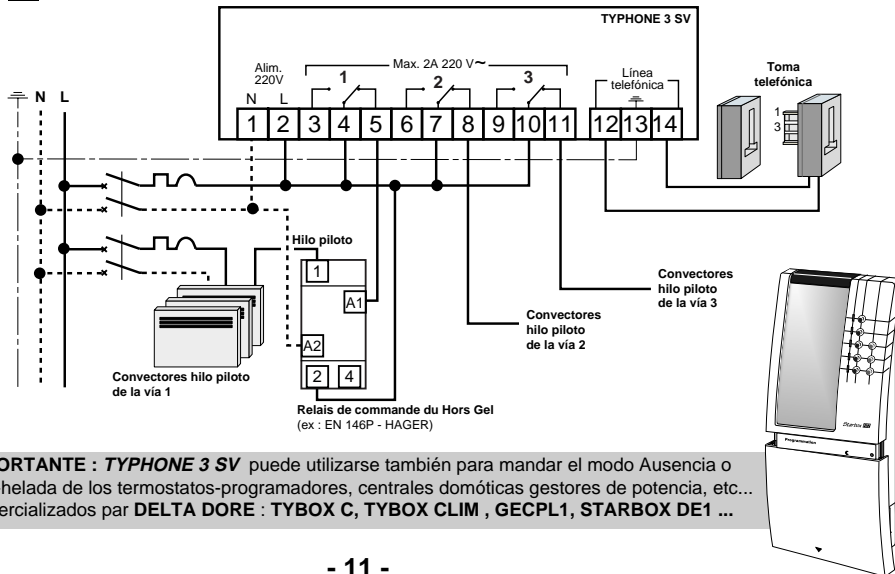 TYPHONE 3 SV
Alim.
220V
Max. 2A 220 V~
1
2
3
N L
Línea
telefónica
Toma
telefónica
1
3
N L
1 2 3 4 5 6 7 8 9 10 11 12 13 14
Hilo piloto
1
A1
A2
2 4
Convectores hilo piloto
de la vía 1
Relais de commande du Hors Gel
(ex : EN 146P - HAGER)
Convectores
hilo piloto
de la vía 2
Convectores
hilo piloto
de la vía 3
Starbox
Programmation
ORTANTE : TYPHONE 3 SV puede utilizarse también para mandar el modo Ausencia o
helada de los termostatos-programadores, centrales domóticas gestores de potencia, etc...
ercializados par DELTA DORE : TYBOX C, TYBOX CLIM , GECPL1, STARBOX DE1 ...
- 11 -